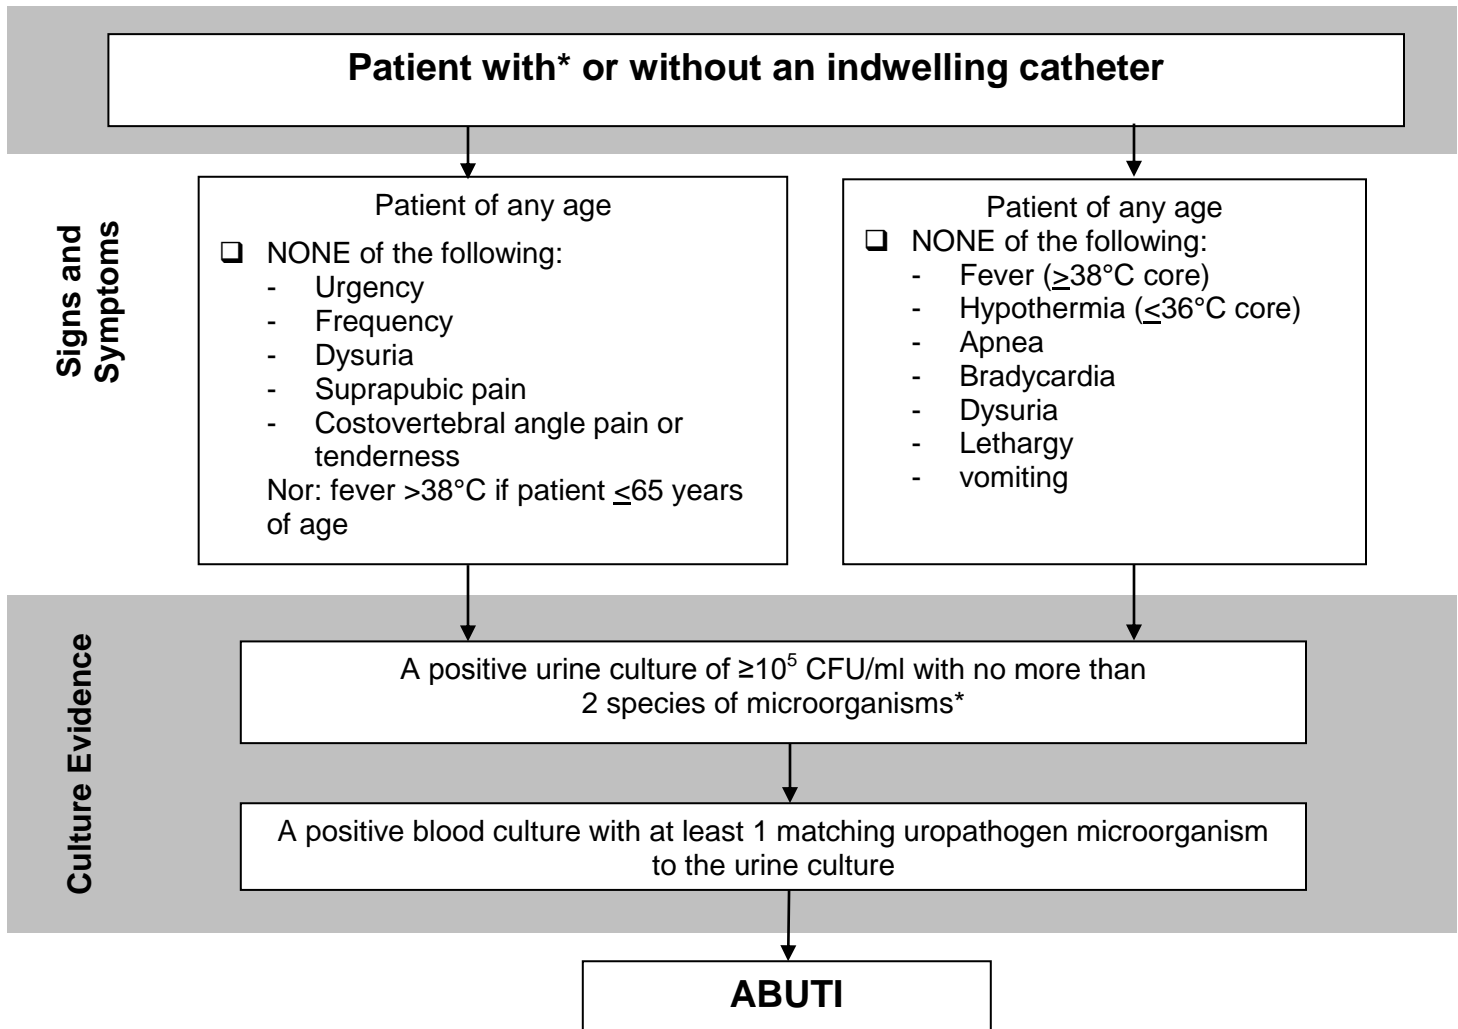 Patient with* or without an indwelling catheter
Signs and
Symptoms
Patient of any age
❑ NONE of the following:
- Urgency
- Frequency
- Dysuria
- Suprapubic pain
- Costovertebral angle pain or
tenderness
Nor: fever >38°C if patient ≤65 years
of age
Patient of any age
❑ NONE of the following:
- Fever (≥38°C core)
- Hypothermia (≤36°C core)
- Apnea
- Bradycardia
- Dysuria
- Lethargy
- vomiting
Culture Evidence
A positive urine culture of ≥10⁵ CFU/ml with no more than
2 species of microorganisms*
A positive blood culture with at least 1 matching uropathogen microorganism
to the urine culture
ABUTI